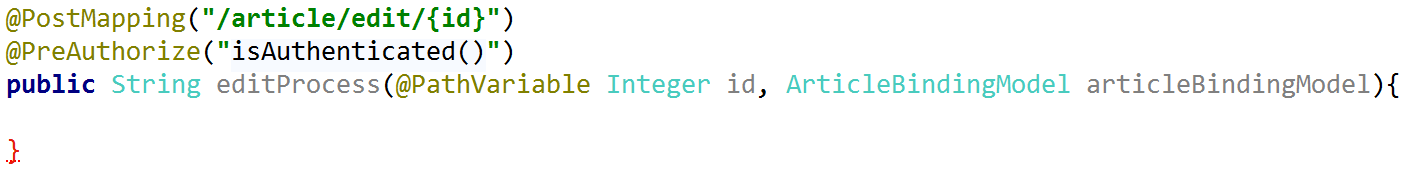 @PostMapping("/article/edit/{id}")
@PreAuthorize("isAuthenticated()")
public String editProcess(@PathVariable Integer id, ArticleBindingModel articleBindingModel){
}